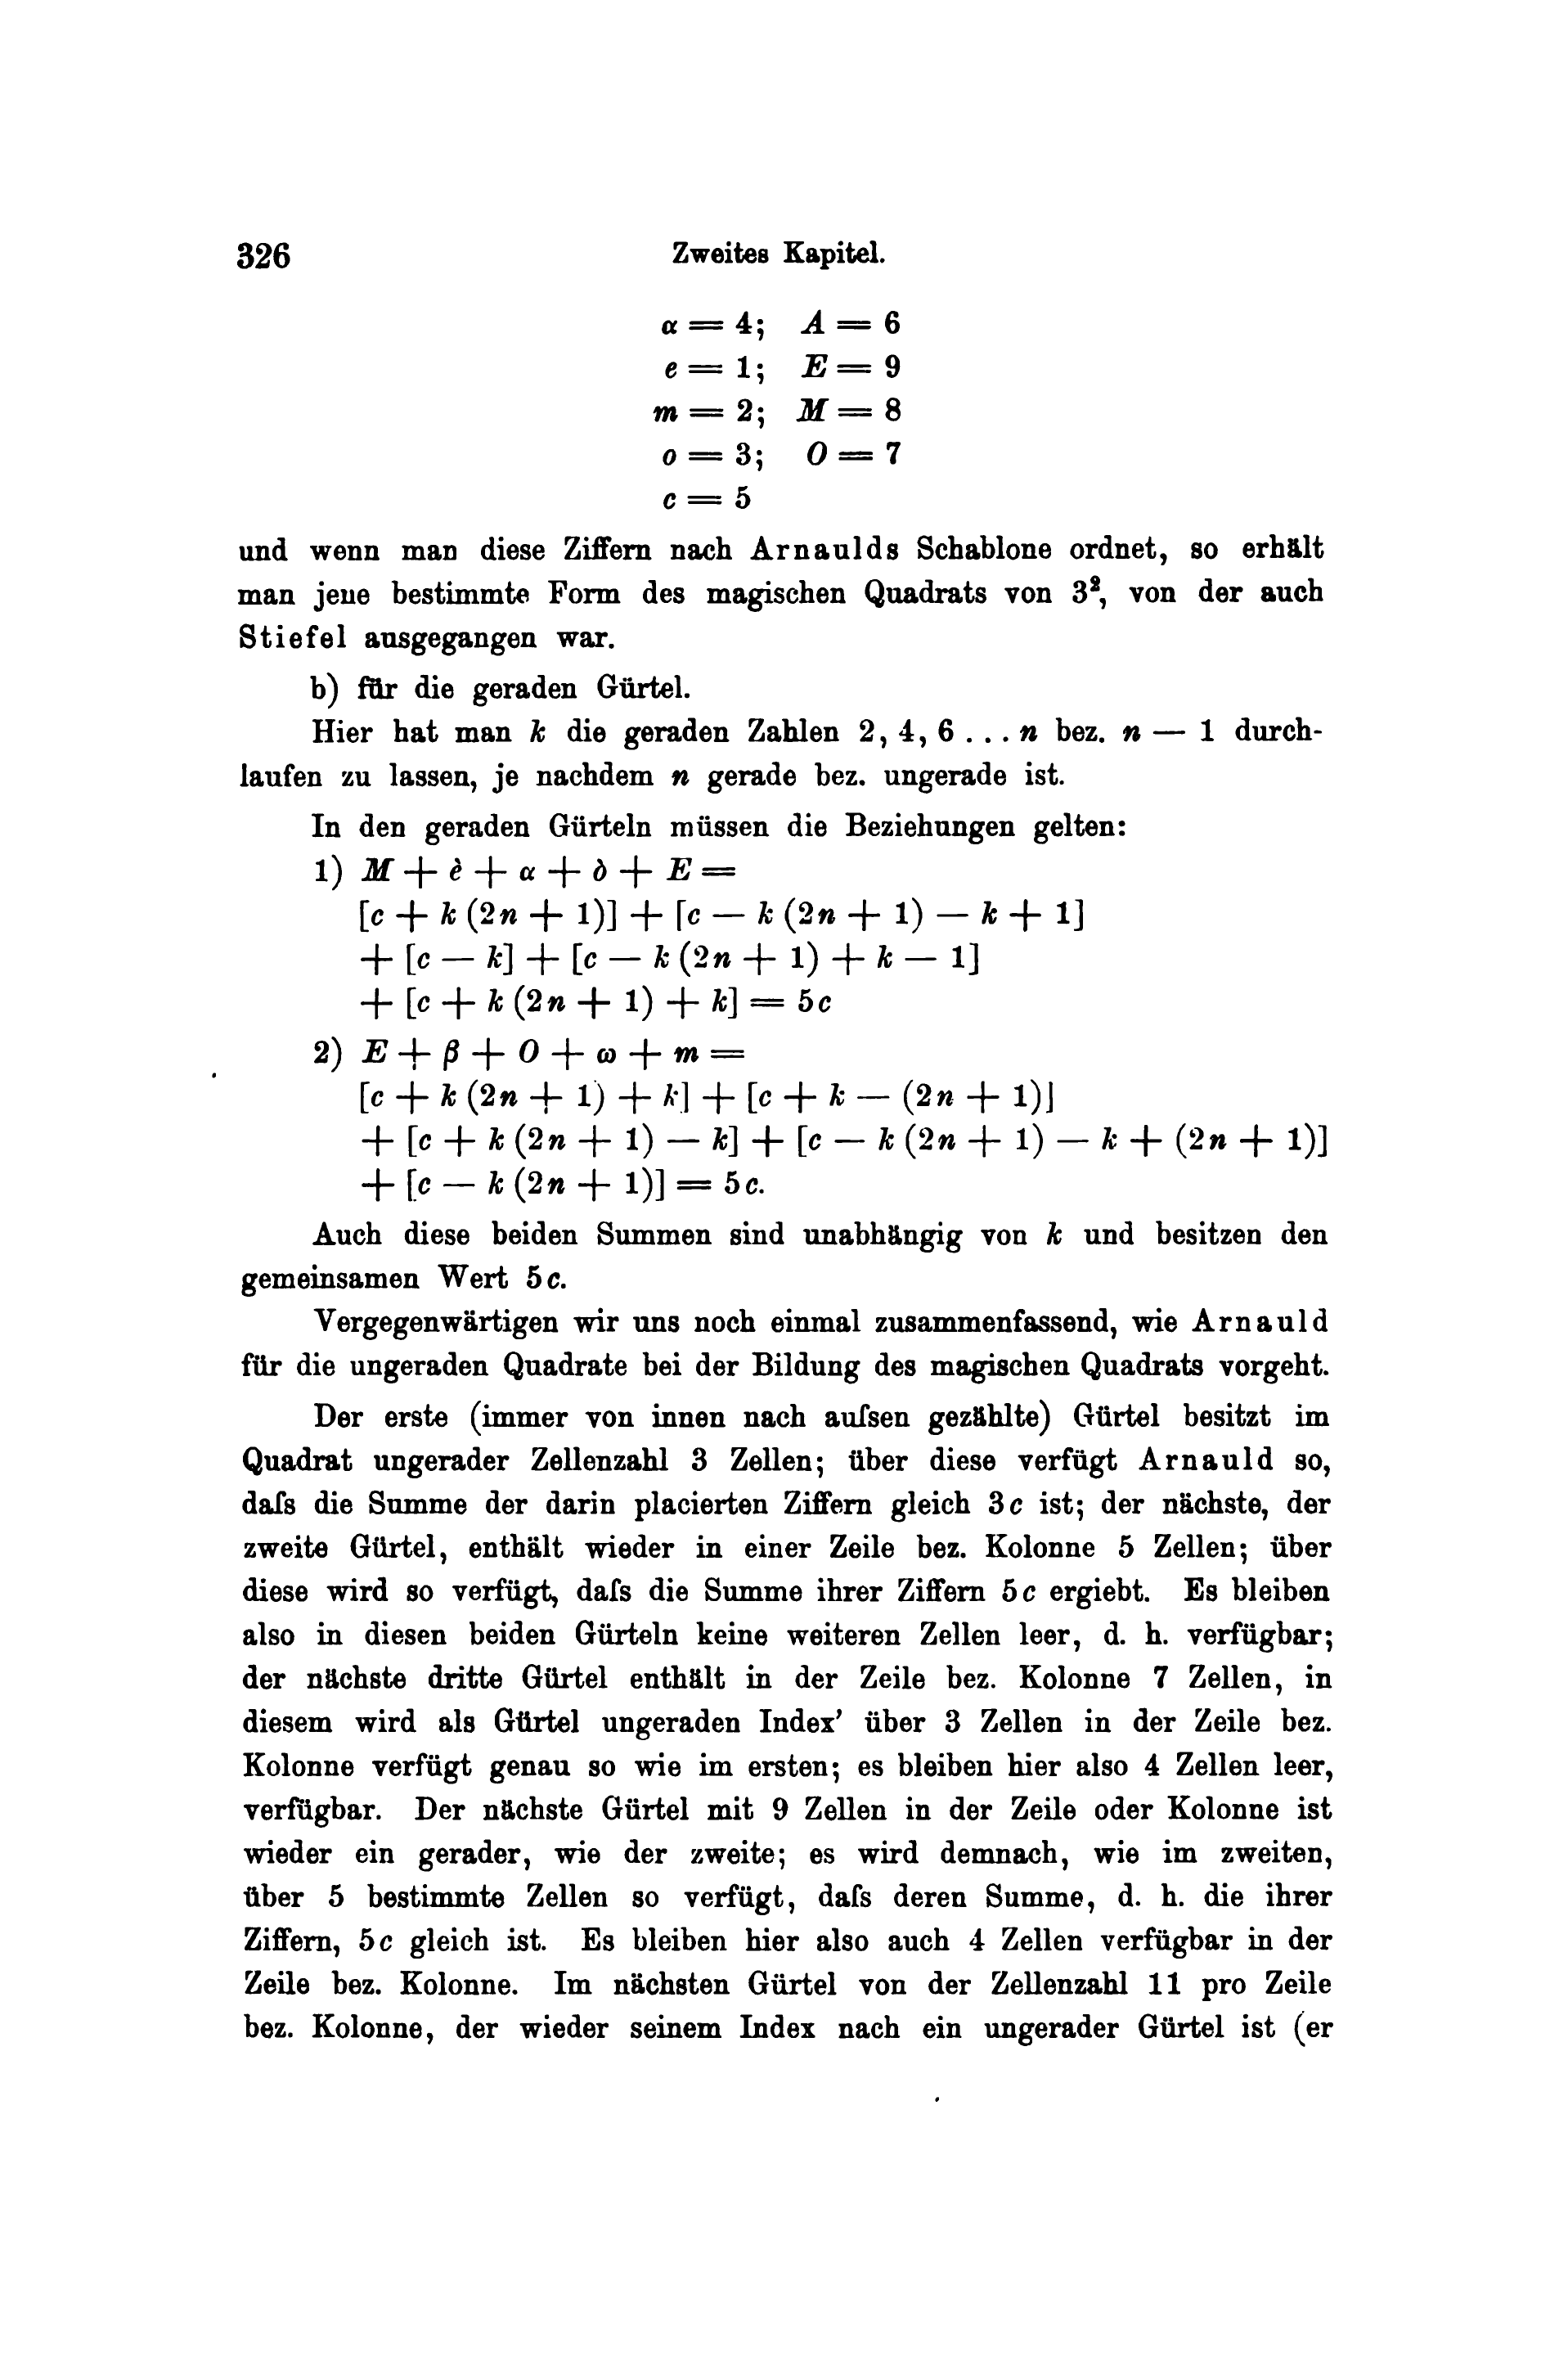 326 Zweites Kapitel.
α = 4; A = 6
e = 1; E = 9
m = 2; M = 8
o = 3; O = 7
c = 5
und wenn man diese Ziffern nach Arnaulds Schablone ordnet, so erhält
man jene bestimmte Form des magischen Quadrats von 3², von der auch
Stiefel ausgegangen war.
b) für die geraden Gürtel.
Hier hat man k die geraden Zahlen 2, 4, 6 . . . n bez. n — 1 durch-
laufen zu lassen, je nachdem n gerade bez. ungerade ist.
In den geraden Gürteln müssen die Beziehungen gelten:
1) M + è + α + ò + E =
[c + k (2n + 1)] + [c — k (2n + 1) — k + 1]
+ [c — k] + [c — k (2n + 1) + k — 1]
+ [c + k (2n + 1) + k] = 5c
2) E + β + O + ω + m =
[c + k (2n + 1) + k] + [c + k — (2n + 1)]
+ [c + k (2n + 1) — k] + [c — k (2n + 1) — k + (2n + 1)]
+ [c — k (2n + 1)] = 5c.
Auch diese beiden Summen sind unabhängig von k und besitzen den
gemeinsamen Wert 5c.
Vergegenwärtigen wir uns noch einmal zusammenfassend, wie Arnauld
für die ungeraden Quadrate bei der Bildung des magischen Quadrats vorgeht.
Der erste (immer von innen nach auſsen gezählte) Gürtel besitzt im
Quadrat ungerader Zellenzahl 3 Zellen; über diese verfügt Arnauld so,
daſs die Summe der darin placierten Ziffern gleich 3c ist; der nächste, der
zweite Gürtel, enthält wieder in einer Zeile bez. Kolonne 5 Zellen; über
diese wird so verfügt, daſs die Summe ihrer Ziffern 5c ergiebt. Es bleiben
also in diesen beiden Gürteln keine weiteren Zellen leer, d. h. verfügbar;
der nächste dritte Gürtel enthält in der Zeile bez. Kolonne 7 Zellen, in
diesem wird als Gürtel ungeraden Index' über 3 Zellen in der Zeile bez.
Kolonne verfügt genau so wie im ersten; es bleiben hier also 4 Zellen leer,
verfügbar. Der nächste Gürtel mit 9 Zellen in der Zeile oder Kolonne ist
wieder ein gerader, wie der zweite; es wird demnach, wie im zweiten,
über 5 bestimmte Zellen so verfügt, daſs deren Summe, d. h. die ihrer
Ziffern, 5c gleich ist. Es bleiben hier also auch 4 Zellen verfügbar in der
Zeile bez. Kolonne. Im nächsten Gürtel von der Zellenzahl 11 pro Zeile
bez. Kolonne, der wieder seinem Index nach ein ungerader Gürtel ist (er